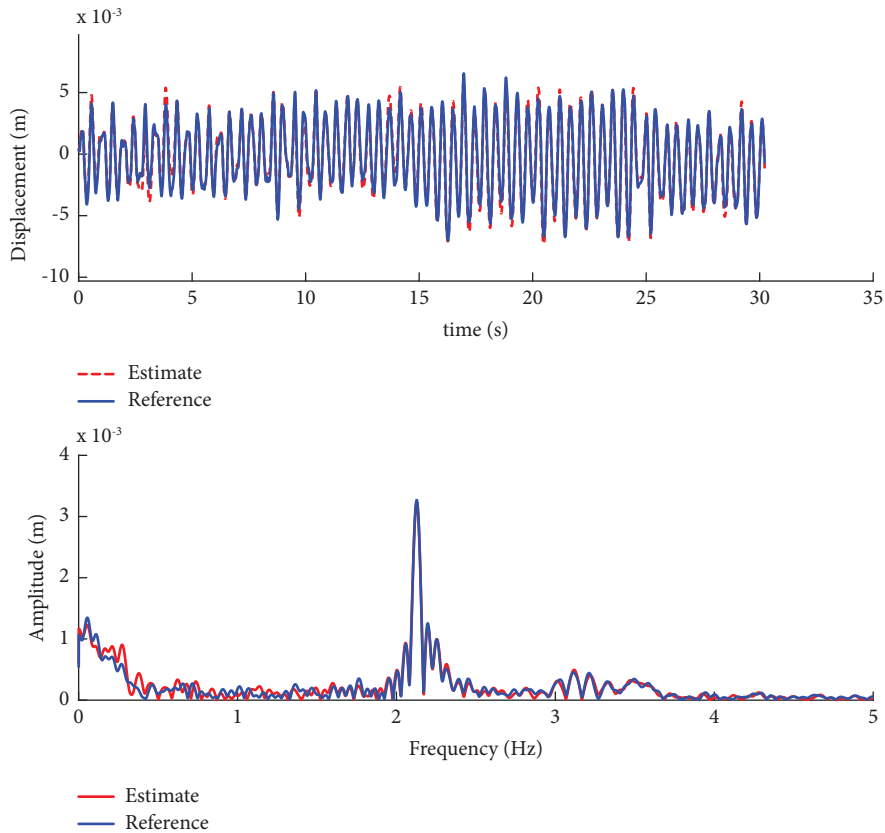 x 10-3
5
0
-5
-10
Displacement (m)
0 5 10 15 20 25 30 35
time (s)
Estimate
Reference
x 10-3
4
3
2
1
0
Amplitude (m)
0 1 2 3 4 5
Frequency (Hz)
Estimate
Reference